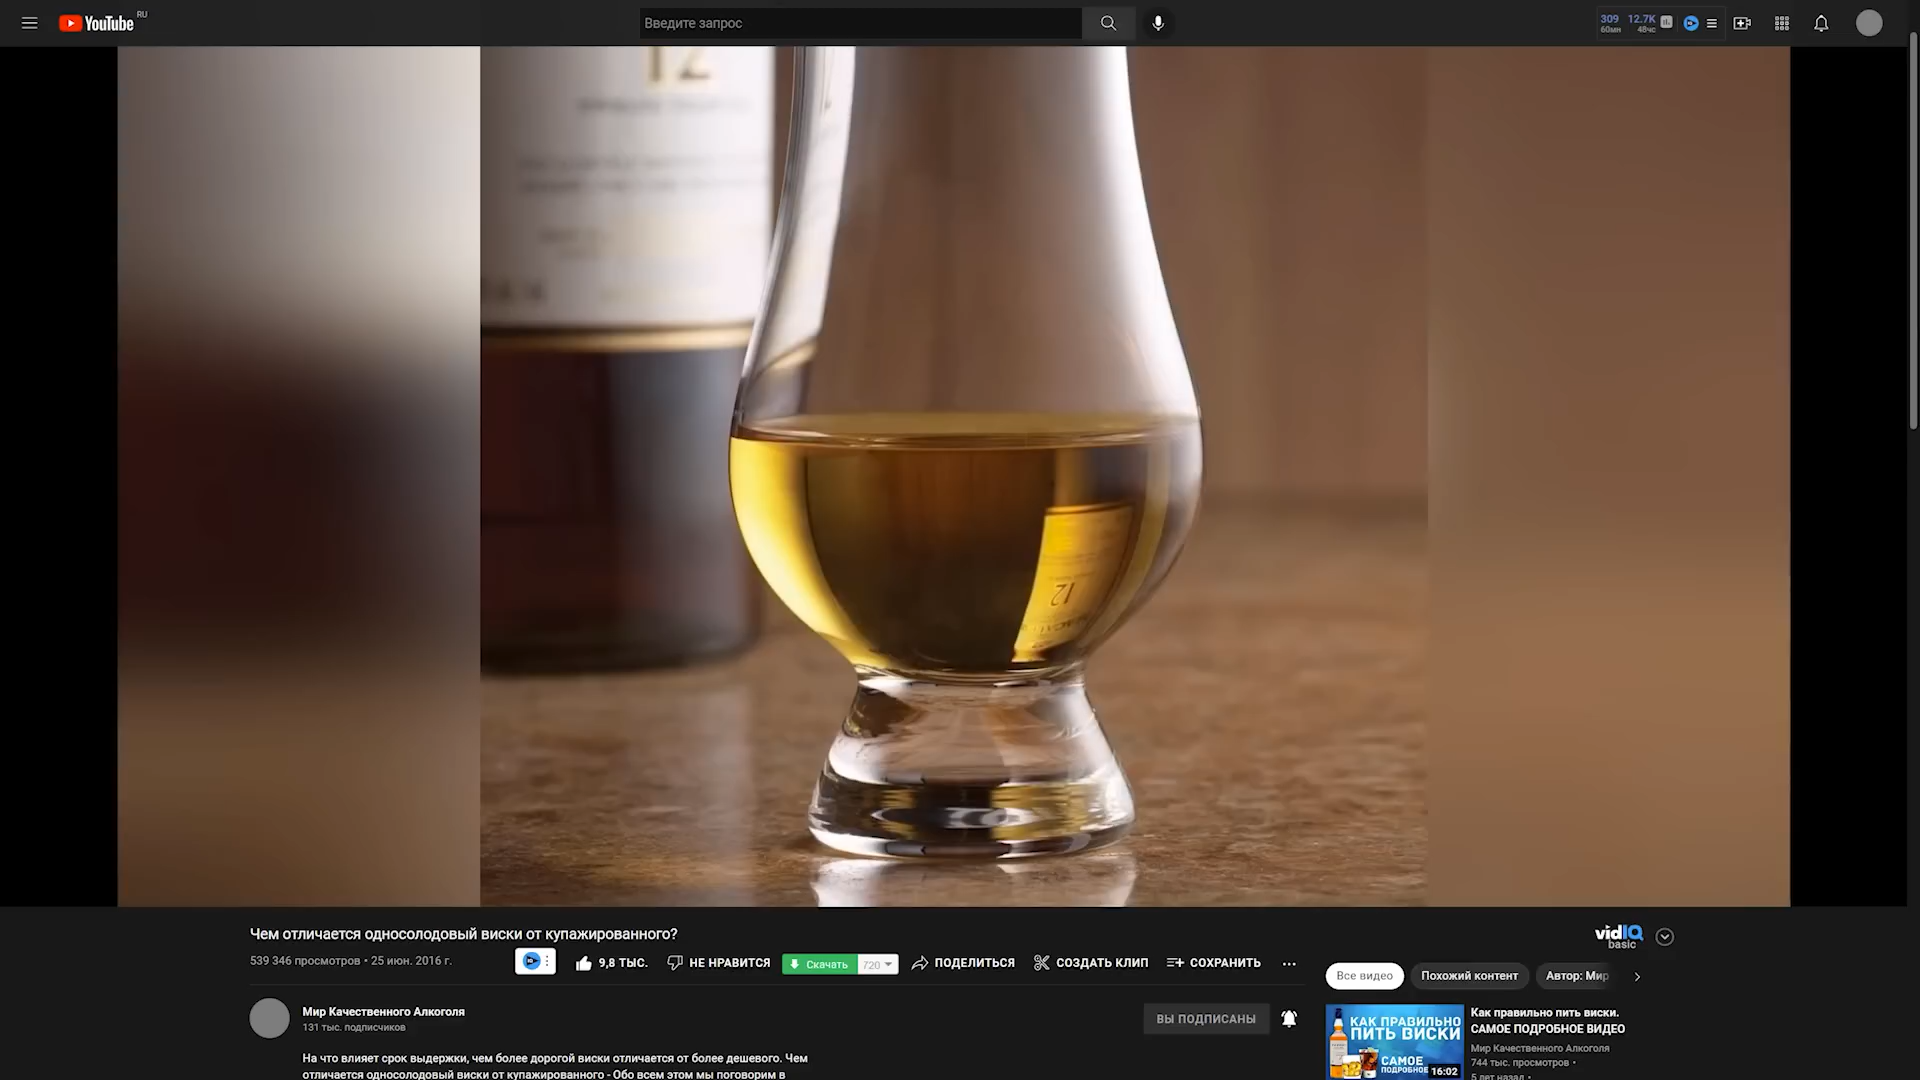 YouTube RU
Введите запрос
309 12.7K
60мн 48чс
12
12
Чем отличается односолодовый виски от купажированного?
539 346 просмотров • 25 июн. 2016 г.
9,8 ТЫС.
НЕ НРАВИТСЯ
Скачать 720
ПОДЕЛИТЬСЯ
СОЗДАТЬ КЛИП
СОХРАНИТЬ
Мир Качественного Алкоголя
131 тыс. подписчиков
ВЫ ПОДПИСАНЫ
На что влияет срок выдержки, чем более дорогой виски отличается от более дешевого. Чем
отличается односолодовый виски от купажированного - Обо всем этом мы поговорим в
vidIQ
basic
Все видео
Похожий контент
Автор: Мир
КАК ПРАВИЛЬНО
ПИТЬ ВИСКИ
САМОЕ
ПОДРОБНОЕ
16:02
Как правильно пить виски.
САМОЕ ПОДРОБНОЕ ВИДЕО
Мир Качественного Алкоголя
744 тыс. просмотров •
5 лет назад •